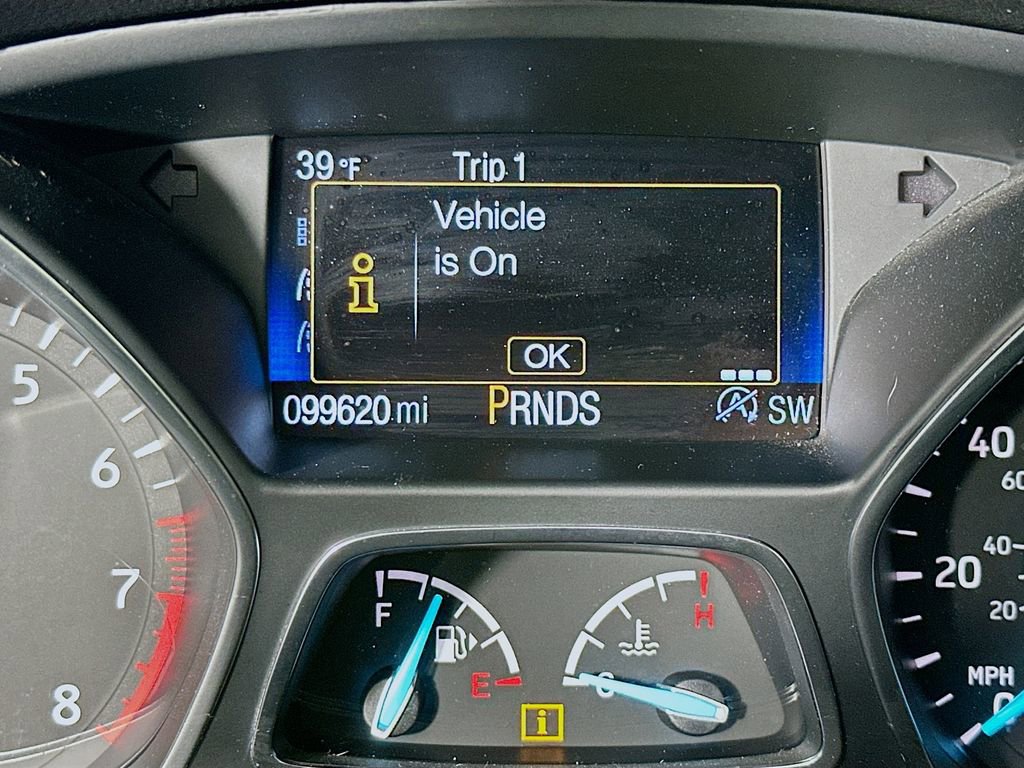 39 °F Trip 1
Vehicle
is On
i
OK
099620 mi PRNDS A SW
5
6
7
8
F
E
H
C
i
40
60
40
20
20
MPH
0